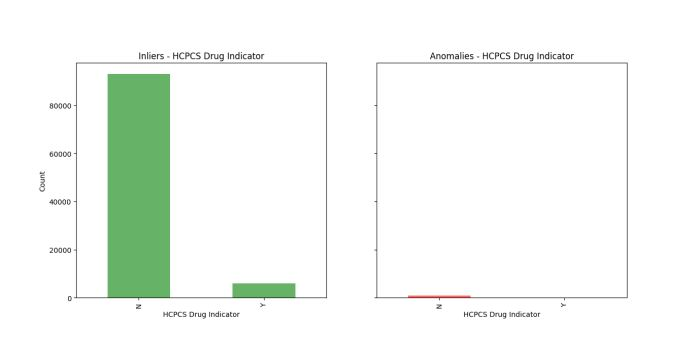 Inliers - HCPCS Drug Indicator
Count
80000
60000
40000
20000
0
N
Y
HCPCS Drug Indicator
Anomalies - HCPCS Drug Indicator
N
Y
HCPCS Drug Indicator